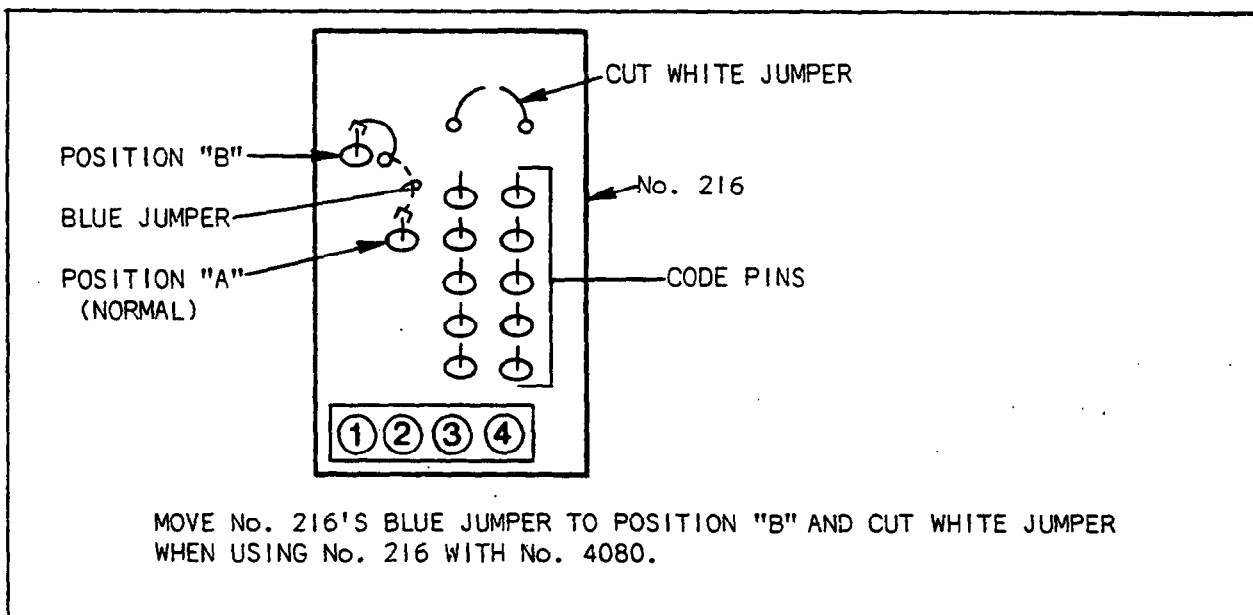 CUT WHITE JUMPER
POSITION "B"
No. 216
BLUE JUMPER
POSITION "A"
(NORMAL)
CODE PINS
1 2 3 4
MOVE No. 216'S BLUE JUMPER TO POSITION "B" AND CUT WHITE JUMPER
WHEN USING No. 216 WITH No. 4080.